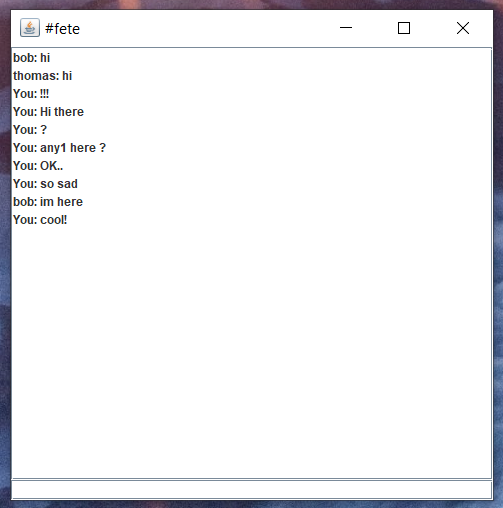 #fete
bob: hi
thomas: hi
You: !!!
You: Hi there
You: ?
You: any1 here ?
You: OK..
You: so sad
bob: im here
You: cool!